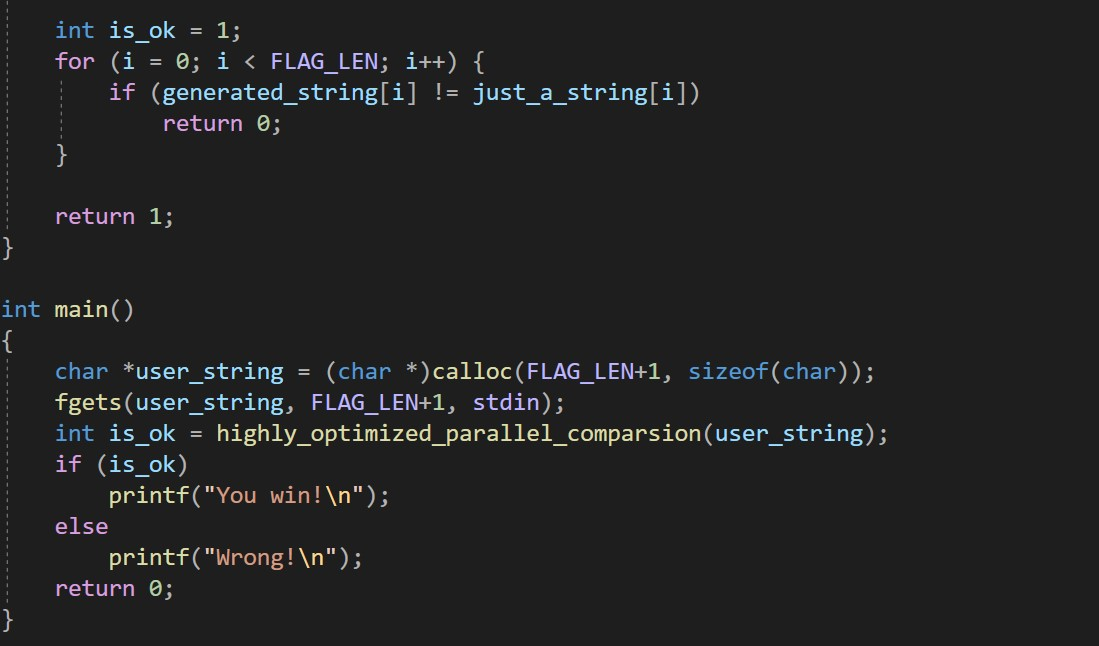 int is_ok = 1;
for (i = 0; i < FLAG_LEN; i++) {
if (generated_string[i] != just_a_string[i])
return 0;
}
return 1;
}
int main()
{
char *user_string = (char *)calloc(FLAG_LEN+1, sizeof(char));
fgets(user_string, FLAG_LEN+1, stdin);
int is_ok = highly_optimized_parallel_comparsion(user_string);
if (is_ok)
printf("You win!\n");
else
printf("Wrong!\n");
return 0;
}